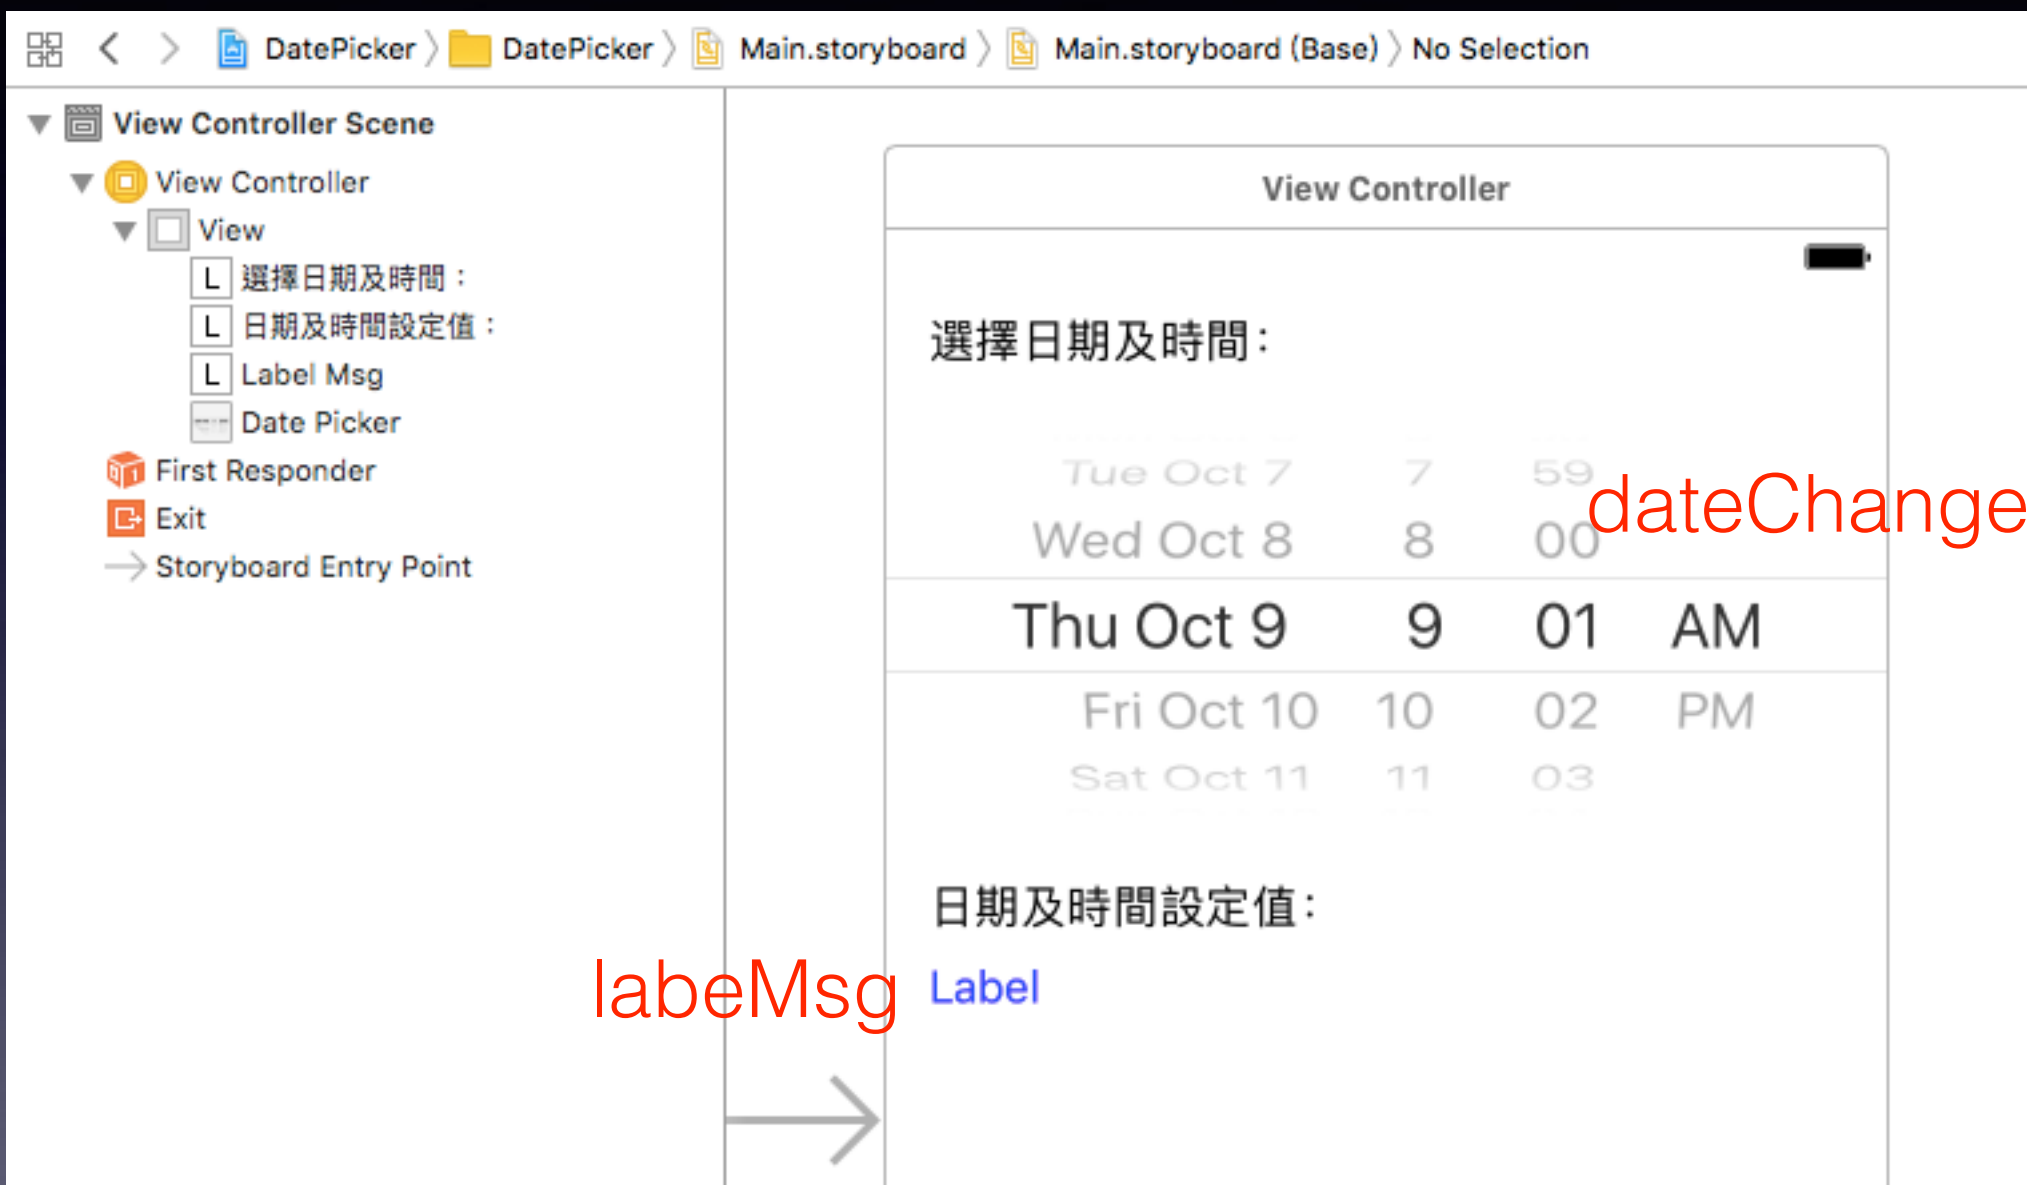 DatePicker 〉 DatePicker 〉 Main.storyboard 〉 Main.storyboard (Base) 〉 No Selection
View Controller Scene
View Controller
View
L 選擇日期及時間：
L 日期及時間設定值：
L Label Msg
Date Picker
First Responder
Exit
Storyboard Entry Point
View Controller
選擇日期及時間：
Tue Oct 7 7 59
dateChange
Wed Oct 8 8 00
Thu Oct 9 9 01 AM
Fri Oct 10 10 02 PM
Sat Oct 11 11 03
日期及時間設定值：
labeMsg
Label